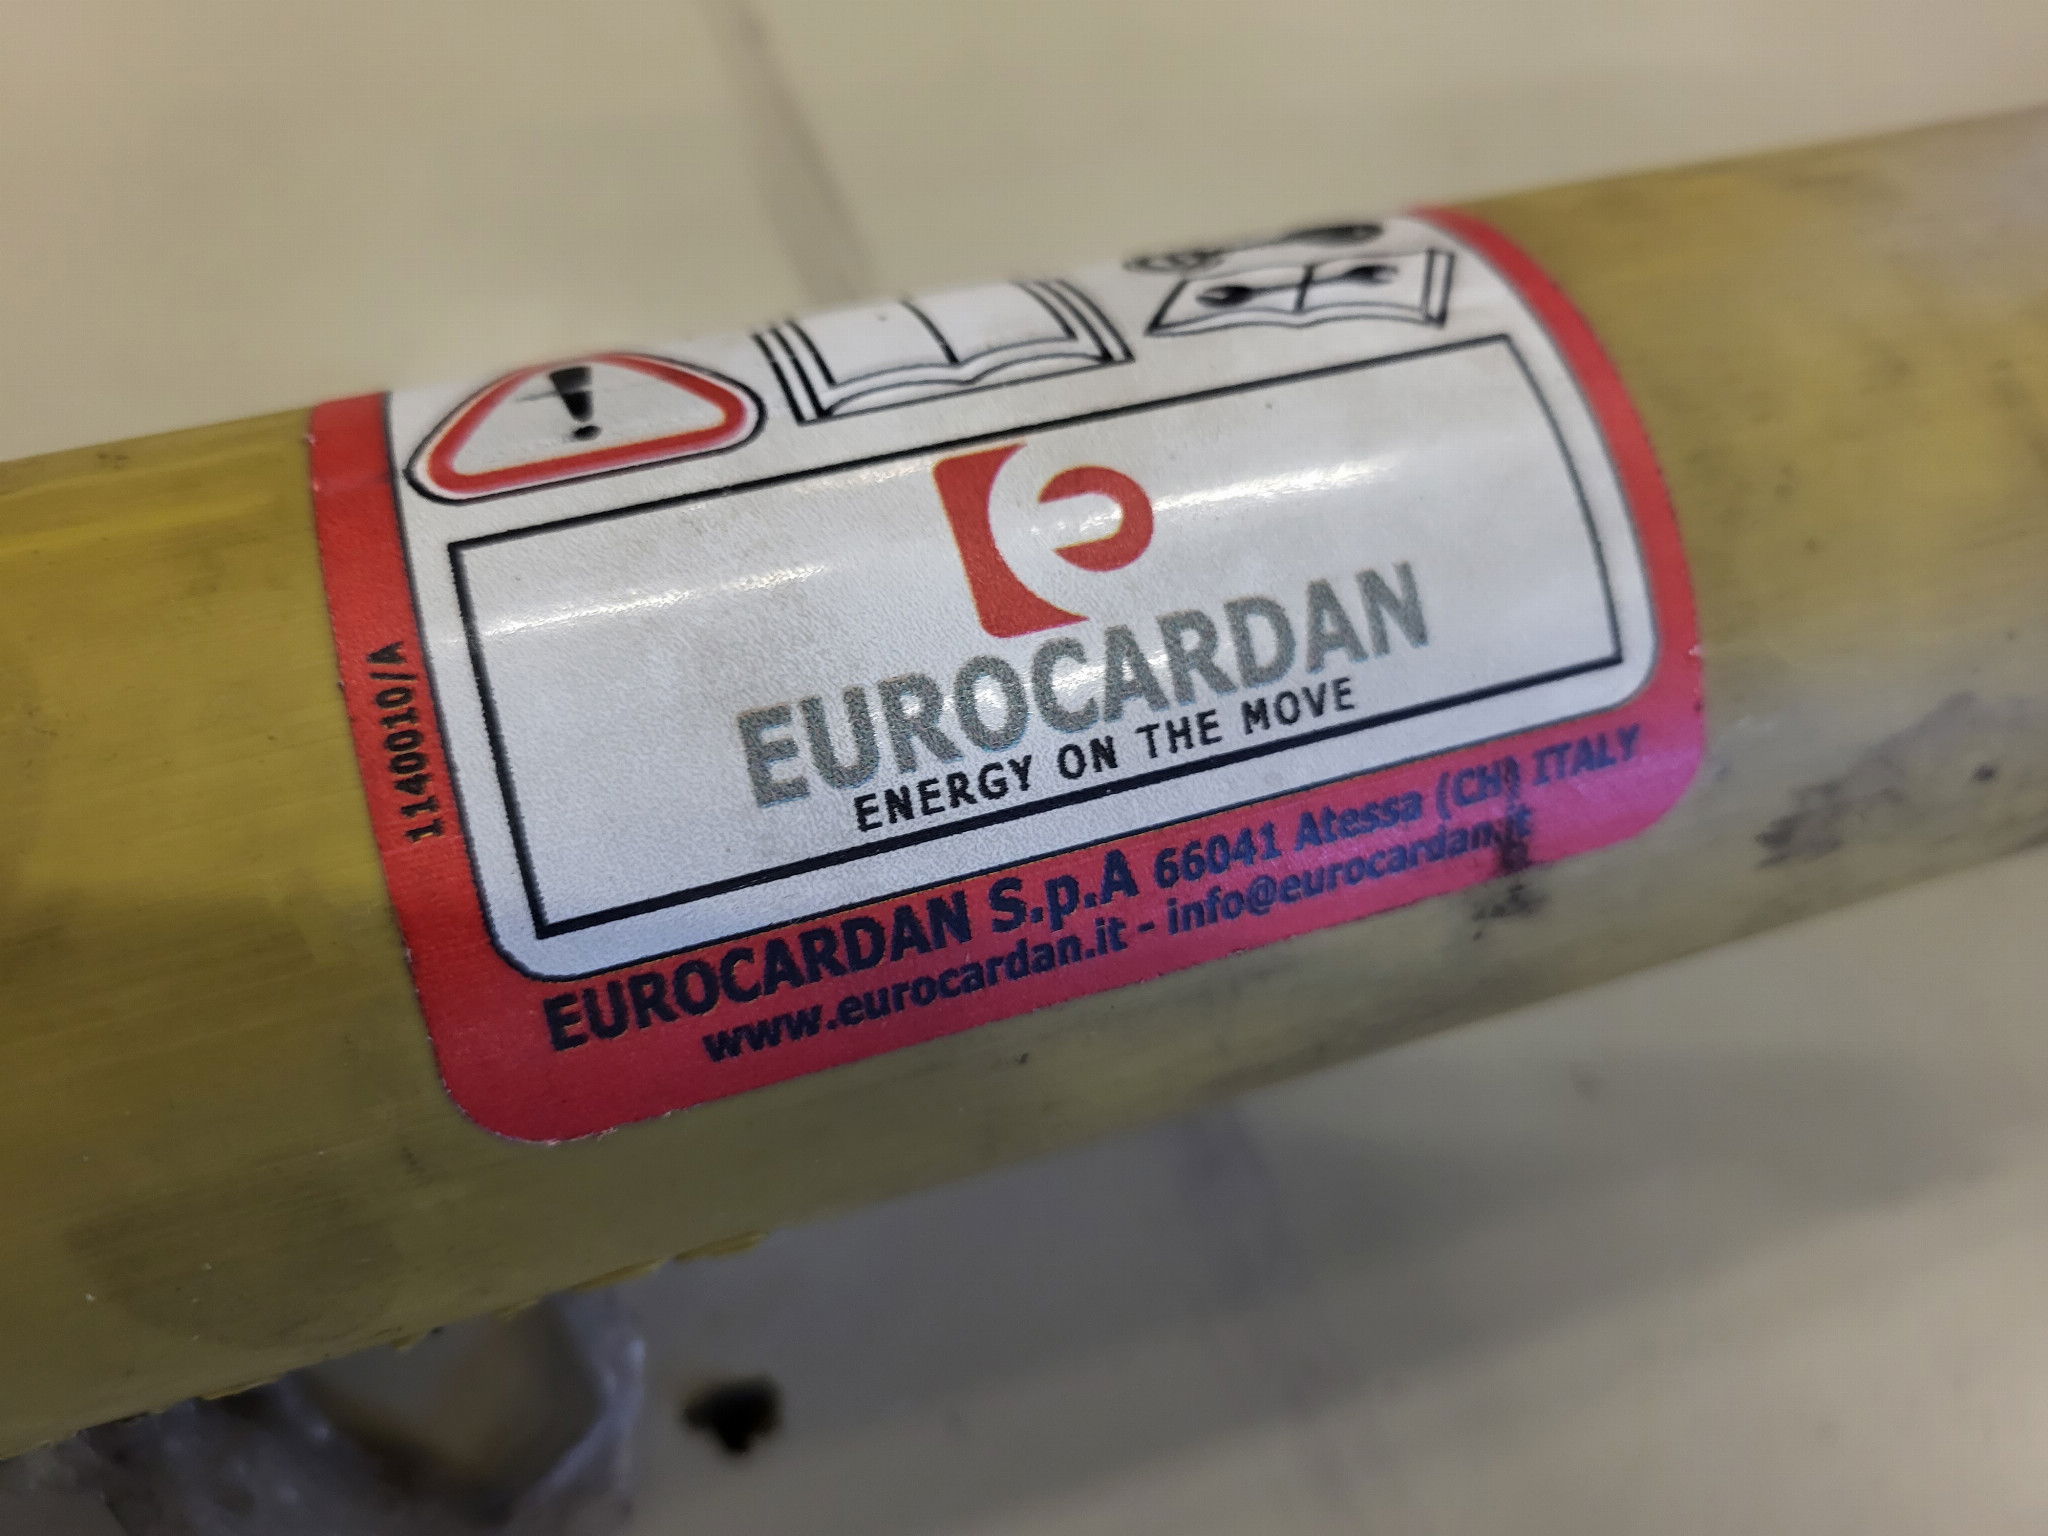 EUROCARDAN
ENERGY ON THE MOVE
EUROCARDAN S.p.A 66041 Atessa (CH) ITALY
www.eurocardan.it - info@eurocardan.it
1140010/A